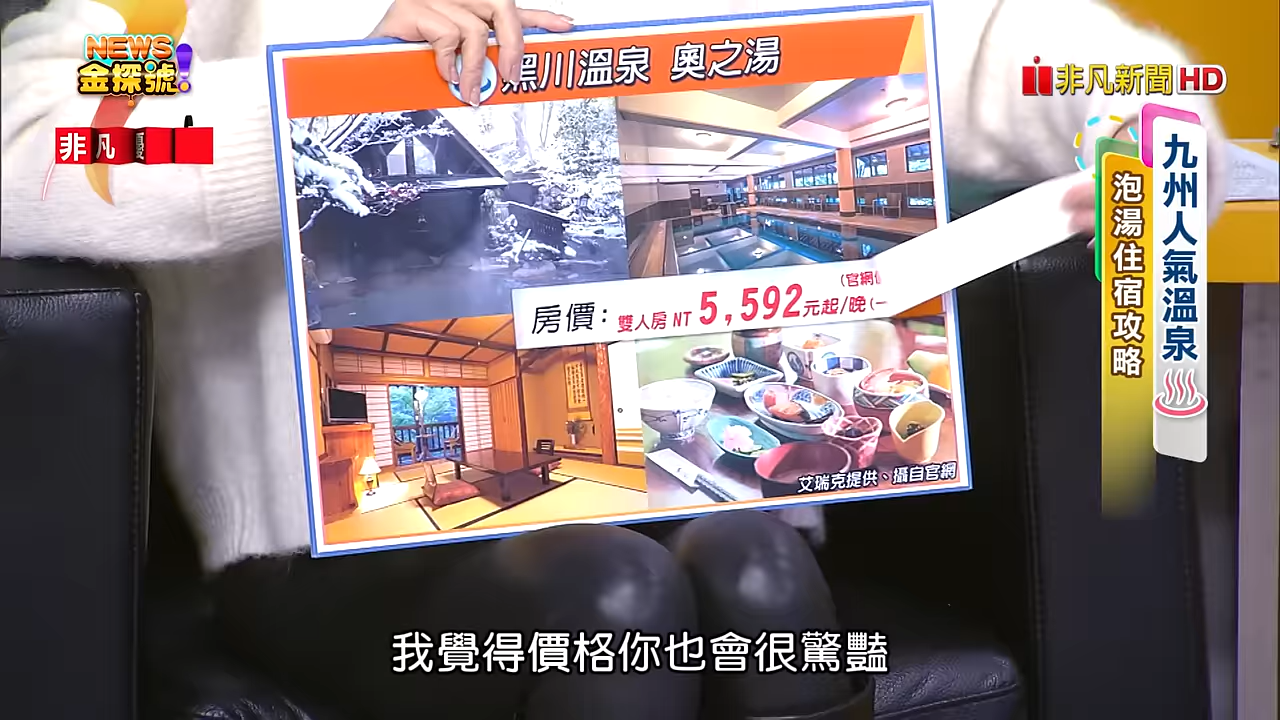 NEWS
金探號!
非凡
非凡新聞HD
九州人氣溫泉
泡湯住宿攻略
黑川溫泉 奧之湯
(官網
房價: 雙人房 NT 5,592元起/晚(一
艾瑞克提供、攝自官網
我覺得價格你也會很驚豔